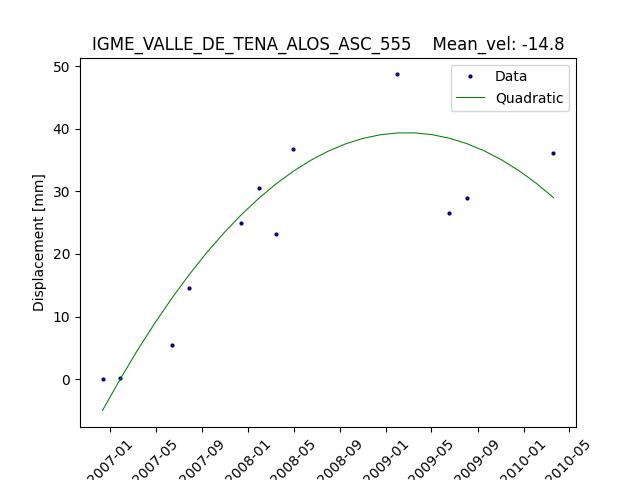 IGME_VALLE_DE_TENA_ALOS_ASC_555    Mean_vel: -14.8
Data
Quadratic
Displacement [mm]
50
40
30
20
10
0
2007-01 2007-05 2007-09 2008-01 2008-05 2008-09 2009-01 2009-05 2009-09 2010-01 2010-05